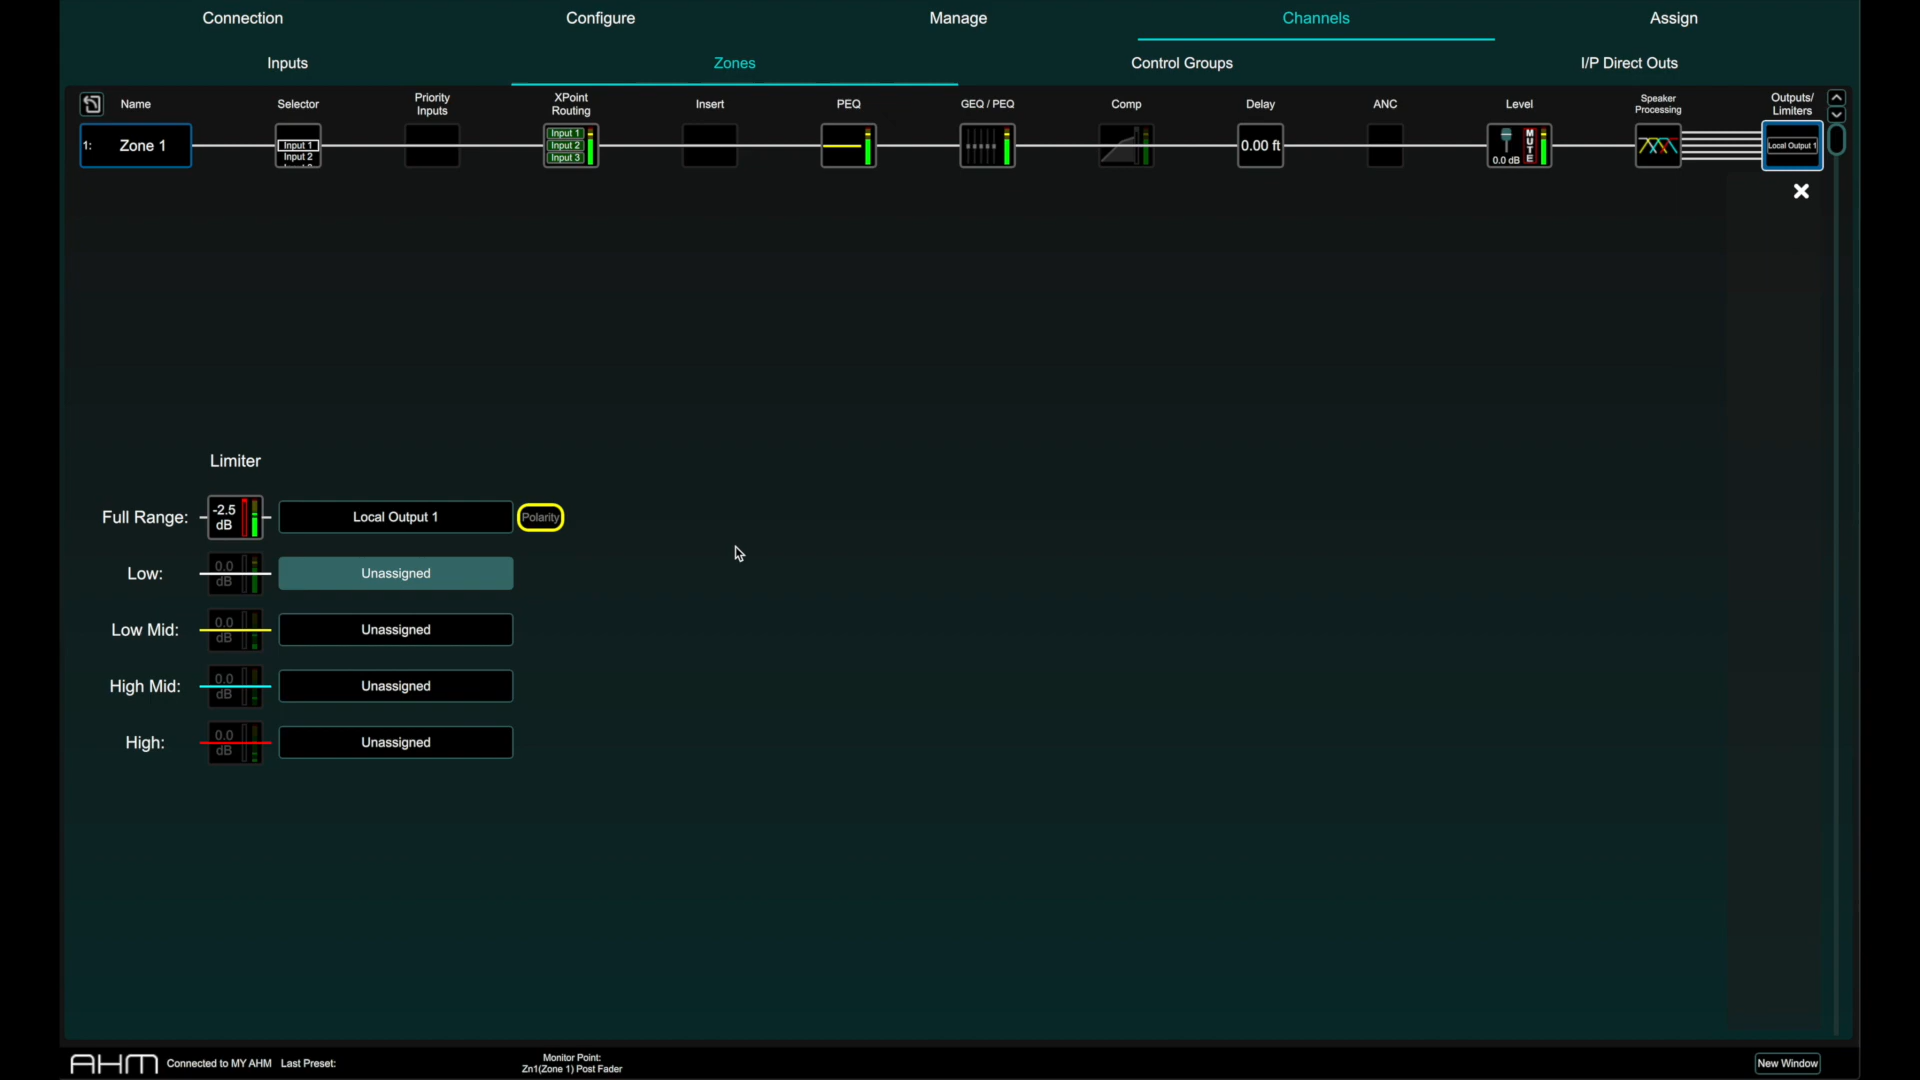 Connection
Configure
Manage
Channels
Assign
Inputs
Zones
Control Groups
I/P Direct Outs
Name
Selector
Priority
Inputs
XPoint
Routing
Insert
PEQ
GEQ / PEQ
Comp
Delay
ANC
Level
Speaker
Processing
Outputs/
Limiters
1:
Zone 1
Input 1
Input 2
Input 1
Input 2
Input 3
0.00 ft
0.0 dB
MUTE
Local Output 1
Limiter
Full Range:
-2.5
dB
Local Output 1
Polarity
Low:
0.0
dB
Unassigned
Low Mid:
0.0
dB
Unassigned
High Mid:
0.0
dB
Unassigned
High:
0.0
dB
Unassigned
AHM
Connected to MY AHM
Last Preset:
Monitor Point:
Zn1(Zone 1) Post Fader
New Window